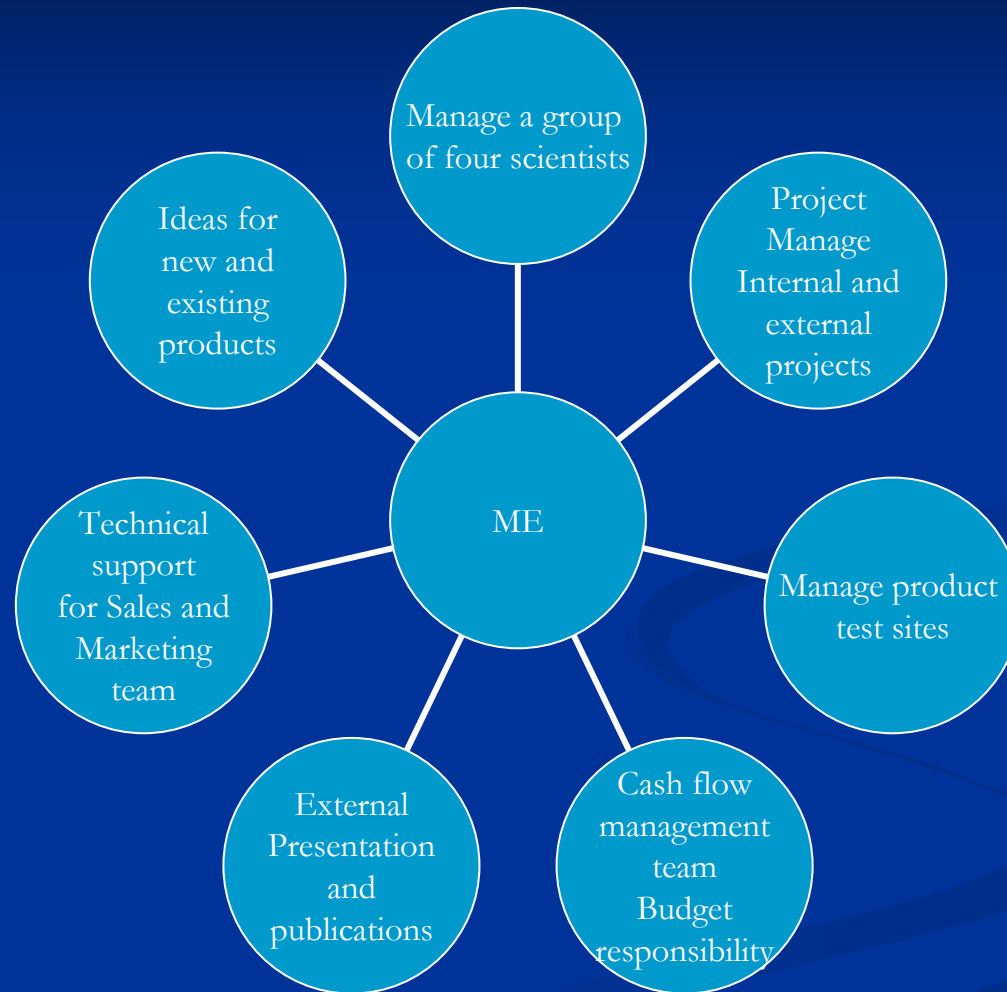 Manage a group
of four scientists
Project
Manage
Internal and
external
projects
Manage product
test sites
Cash flow
management
team
Budget
responsibility
External
Presentation
and
publications
Technical
support
for Sales and
Marketing
team
Ideas for
new and
existing
products
ME